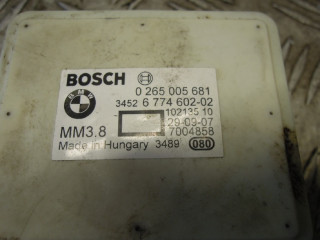 BOSCH 0 265 005 681
BMW 3452 6 774 602-02
102135 10
MM3.8 29-09-07
7004858
Made in Hungary 3489 080